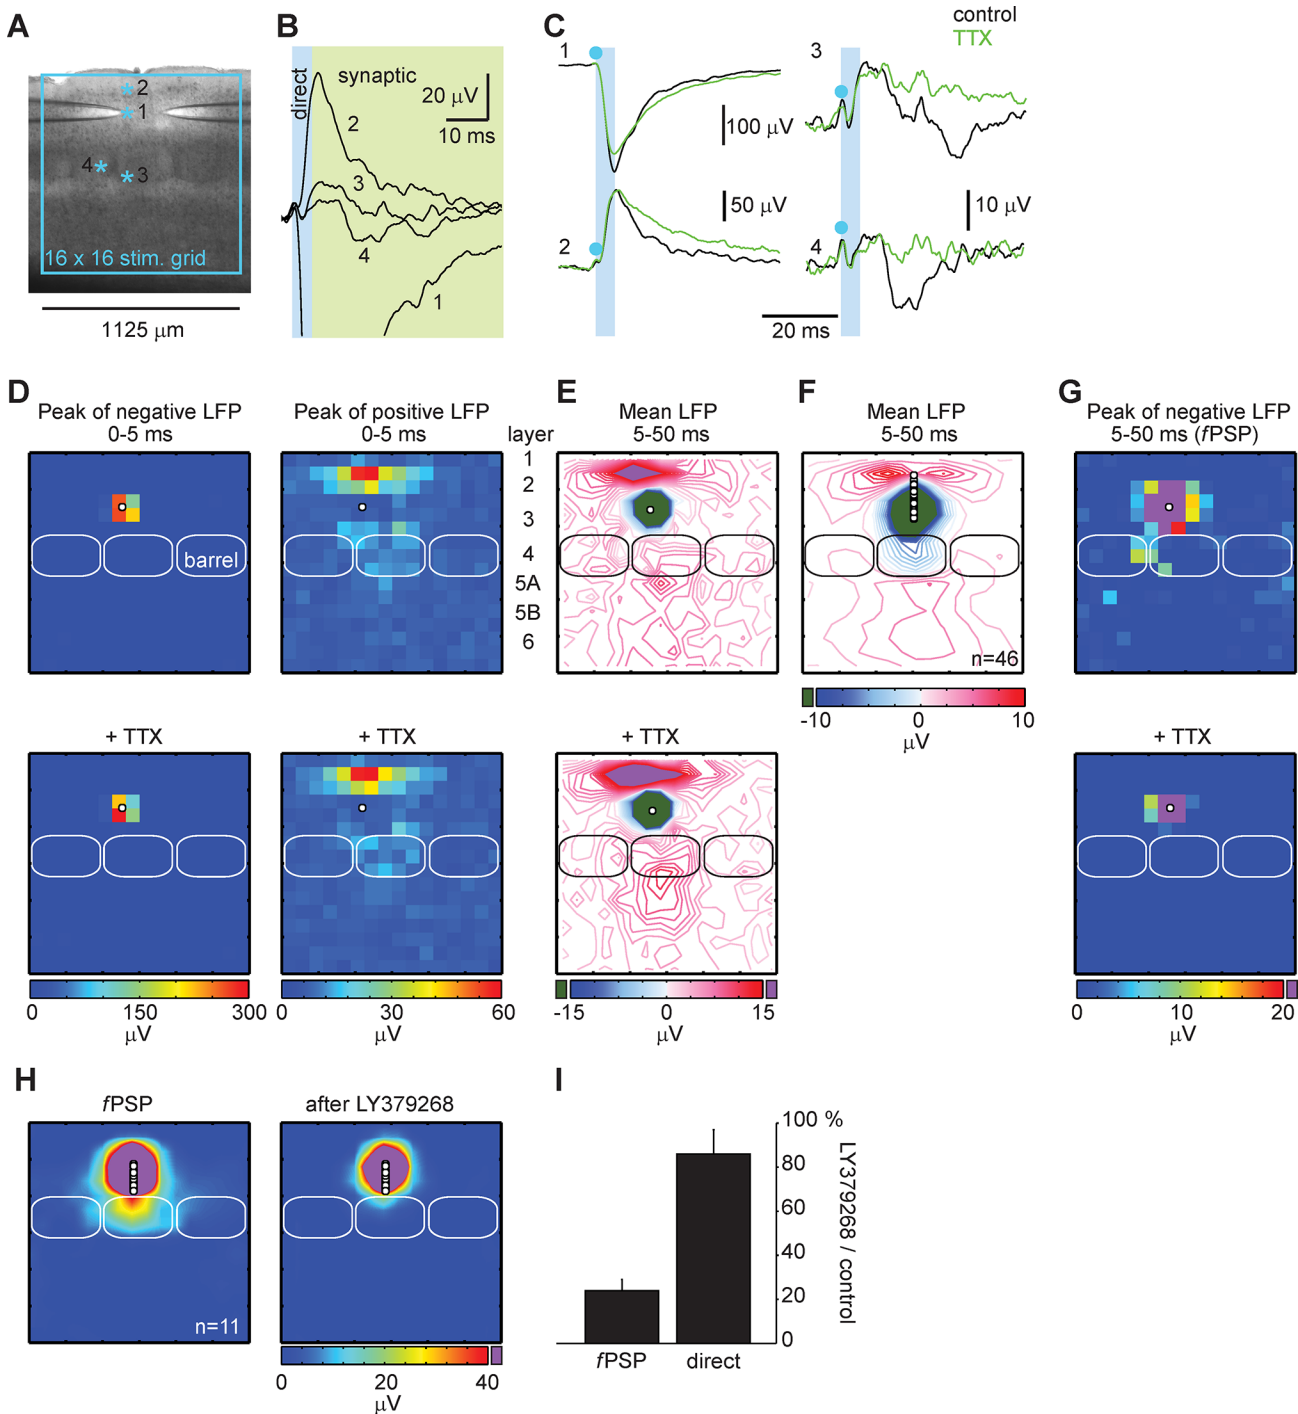 A
2
1
4
3
16 x 16 stim. grid
1125 μm
B
direct
synaptic
20 μV
10 ms
2
3
4
1
C
control
TTX
1
100 μV
2
50 μV
3
10 μV
4
20 ms
D
Peak of negative LFP
0-5 ms
barrel
Peak of positive LFP
0-5 ms
layer
1
2
3
4
5A
5B
6
E
Mean LFP
5-50 ms
F
Mean LFP
5-50 ms
n=46
-10
0
10
μV
G
Peak of negative LFP
5-50 ms (fPSP)
+ TTX
0
150
300
μV
+ TTX
0
30
60
μV
+ TTX
-15
0
15
μV
+ TTX
0
10
20
μV
H
fPSP
n=11
after LY379268
0
20
40
μV
I
100 %
80
60
40
20
0
LY379268 / control
fPSP
direct